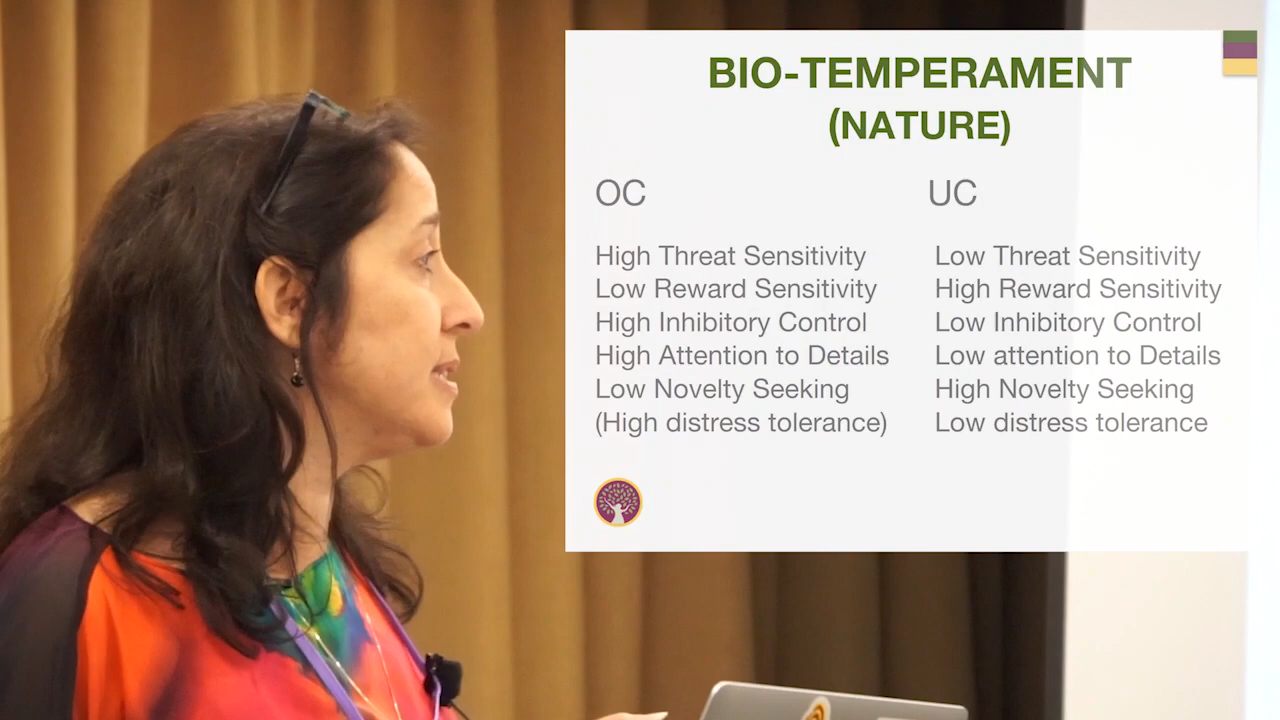 BIO-TEMPERAMENT
(NATURE)
OC
High Threat Sensitivity
Low Reward Sensitivity
High Inhibitory Control
High Attention to Details
Low Novelty Seeking
(High distress tolerance)
UC
Low Threat Sensitivity
High Reward Sensitivity
Low Inhibitory Control
Low attention to Details
High Novelty Seeking
Low distress tolerance